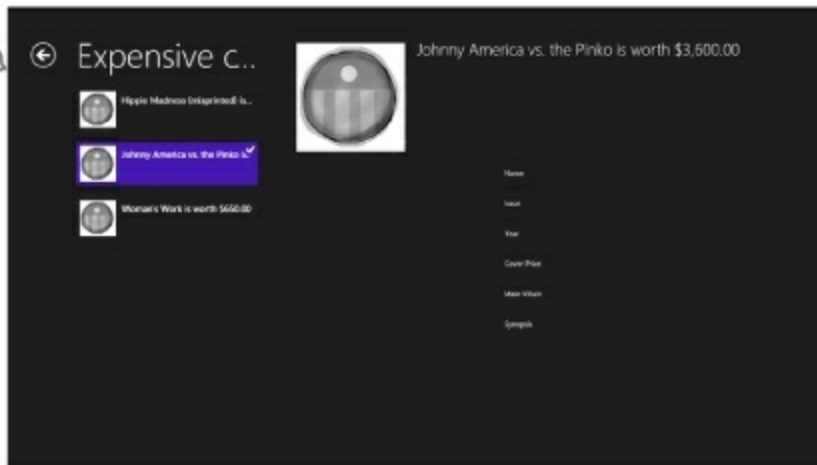 Expensive c..
Hippie Madness (misprinted) is...
Johnny America vs. the Pinko is.
Woman's Work is worth $650.00
Johnny America vs. the Pinko is worth $3,600.00
Name
Issue
Year
Cover Price
Main Villain
Synopsis